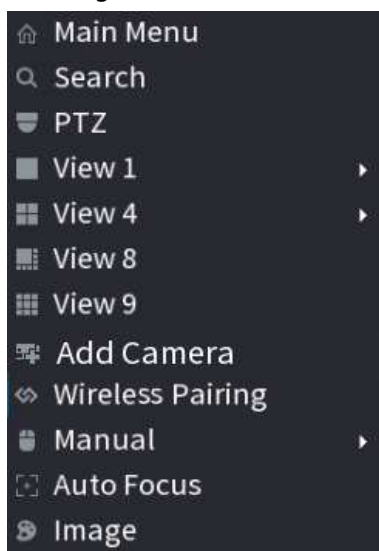 Main Menu
Search
PTZ
View 1
View 4
View 8
View 9
Add Camera
Wireless Pairing
Manual
Auto Focus
Image